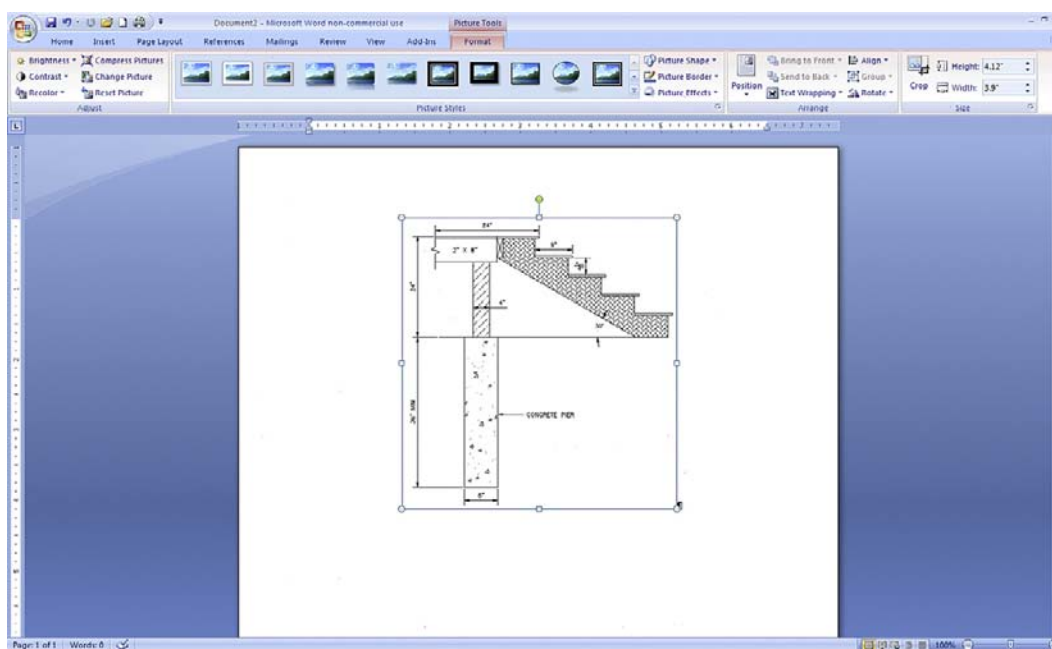 Document2 - Microsoft Word non-commercial use
Picture Tools
Home Insert Page Layout References Mailings Review View Add-Ins Format
Brightness
Compress Pictures
Contrast
Change Picture
Recolor
Reset Picture
Adjust
Picture Styles
Picture Shape
Picture Border
Picture Effects
Position
Bring to Front
Send to Back
Text Wrapping
Align
Group
Rotate
Arrange
Crop
Height: 4.12"
Width: 3.9"
Size
2" X 8"
CONCRETE PIER
Page: 1 of 1 Words: 0
100%